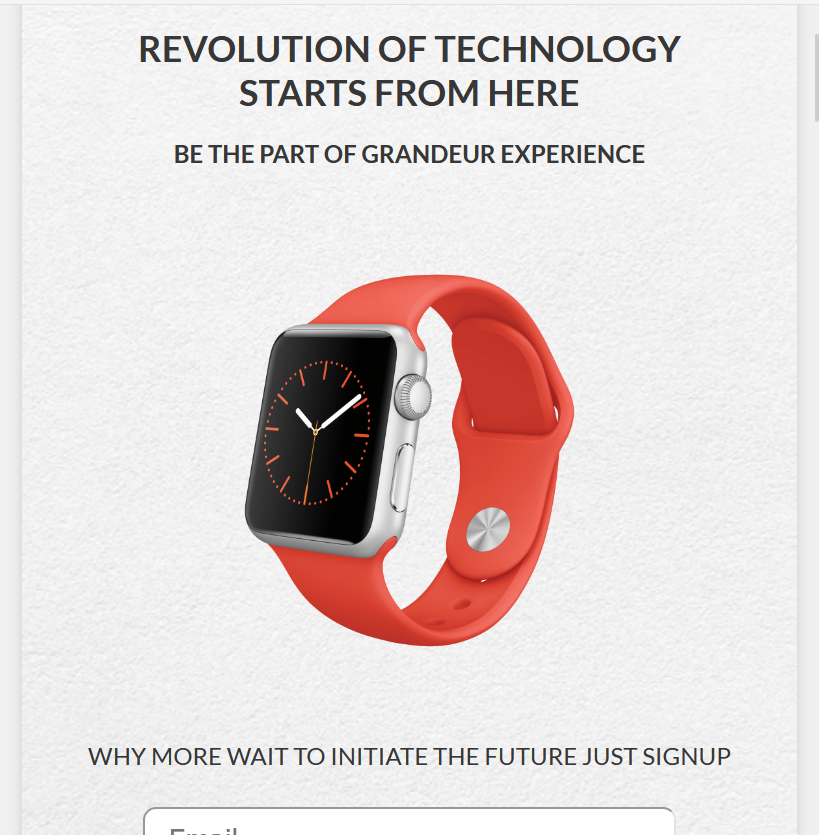 REVOLUTION OF TECHNOLOGY
STARTS FROM HERE
BE THE PART OF GRANDEUR EXPERIENCE
WHY MORE WAIT TO INITIATE THE FUTURE JUST SIGNUP
Email